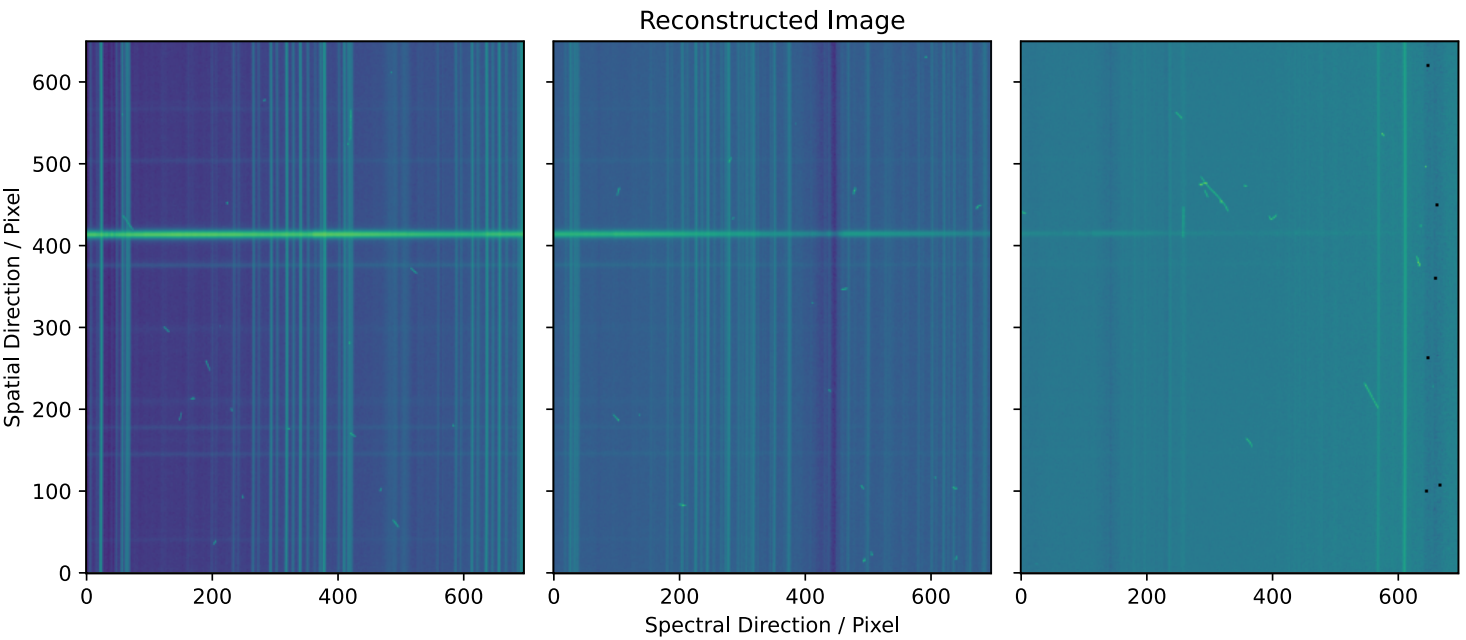 Reconstructed Image
Spatial Direction / Pixel
600
500
400
300
200
100
0
0 200 400 600
0 200 400 600
0 200 400 600
Spectral Direction / Pixel